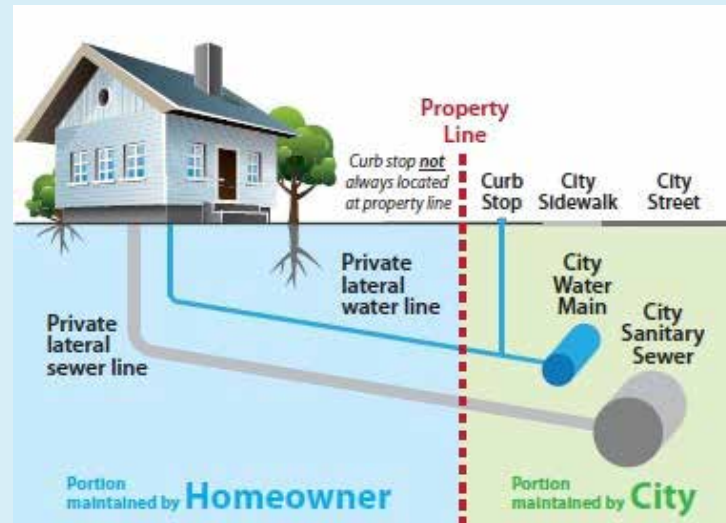 Property
Line
Curb stop not
always located
at property line
Curb
Stop
City
Sidewalk
City
Street
Private
lateral
water line
City
Water
Main
City
Sanitary
Sewer
Private
lateral
sewer line
Portion
maintained by Homeowner
Portion
maintained by City